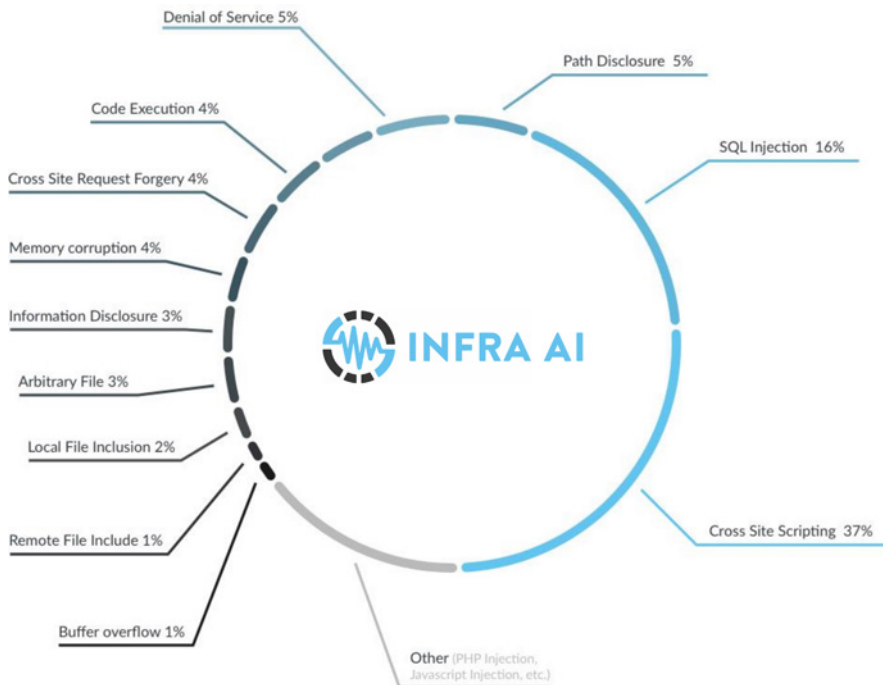 Denial of Service 5%
Path Disclosure 5%
Code Execution 4%
SQL Injection 16%
Cross Site Request Forgery 4%
Memory corruption 4%
Information Disclosure 3%
INFRA AI
Arbitrary File 3%
Local File Inclusion 2%
Cross Site Scripting 37%
Remote File Include 1%
Buffer overflow 1%
Other (PHP Injection,
Javascript Injection, etc.)